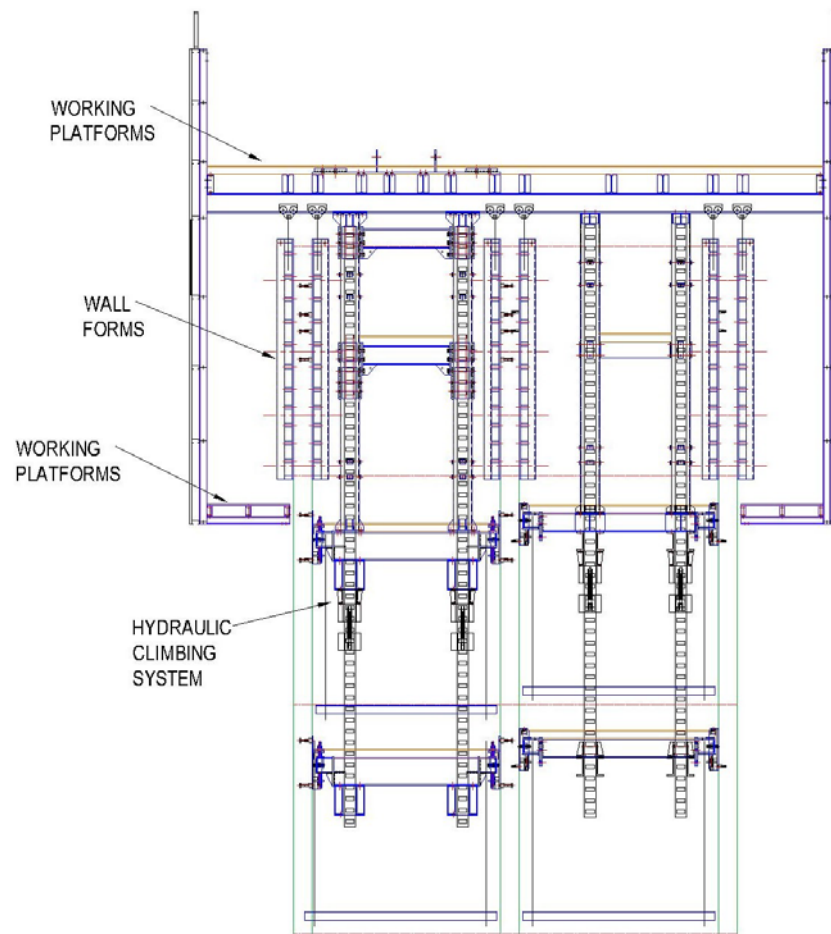 WORKING
PLATFORMS
WALL
FORMS
WORKING
PLATFORMS
HYDRAULIC
CLIMBING
SYSTEM